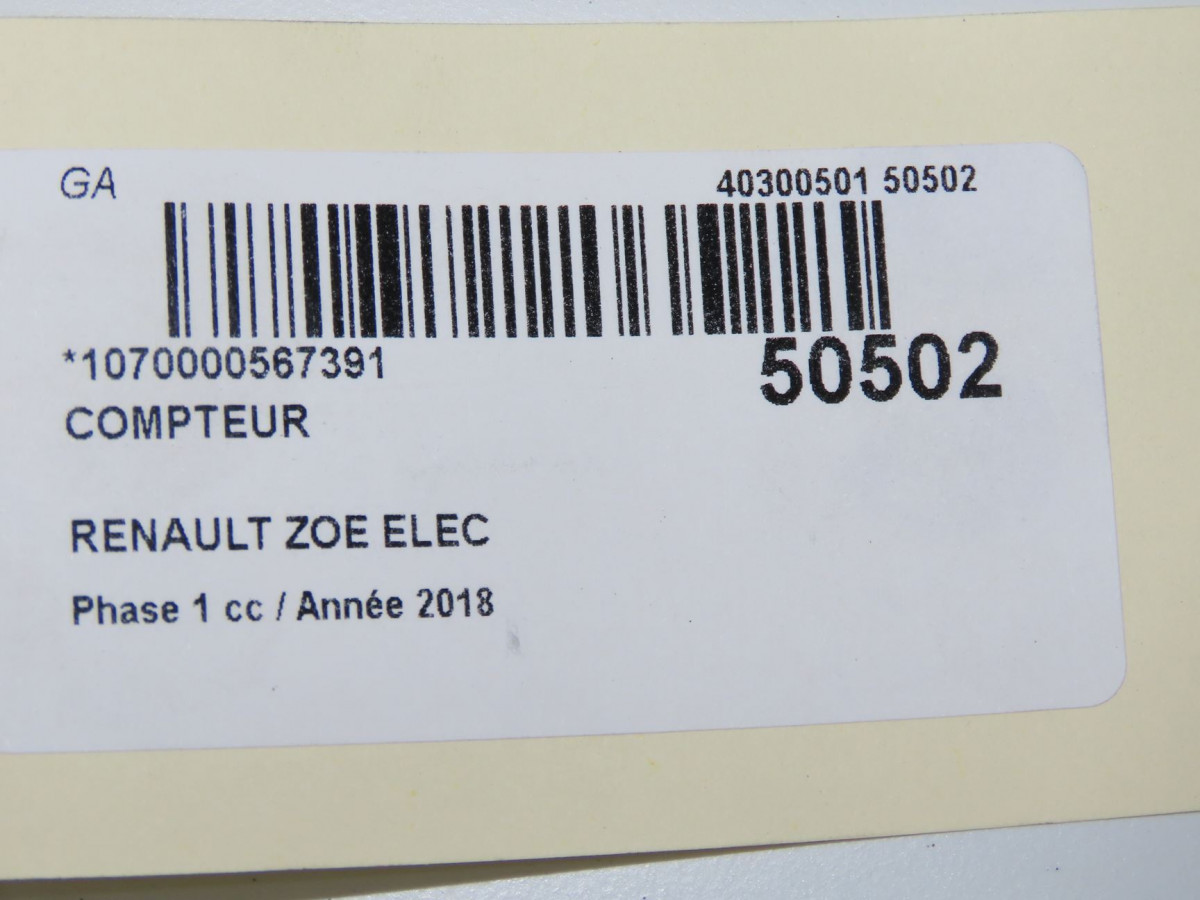 GA 40300501 50502
*1070000567391 50502
COMPTEUR
RENAULT ZOE ELEC
Phase 1 cc / Année 2018